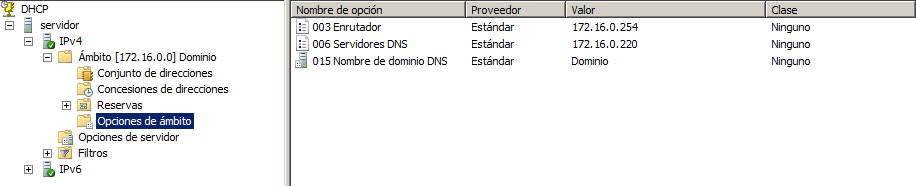 DHCP
servidor
IPv4
Ámbito [172.16.0.0] Dominio
Conjunto de direcciones
Concesiones de direcciones
Reservas
Opciones de ámbito
Opciones de servidor
Filtros
IPv6
Nombre de opción Proveedor Valor Clase
003 Enrutador Estándar 172.16.0.254 Ninguno
006 Servidores DNS Estándar 172.16.0.220 Ninguno
015 Nombre de dominio DNS Estándar Dominio Ninguno